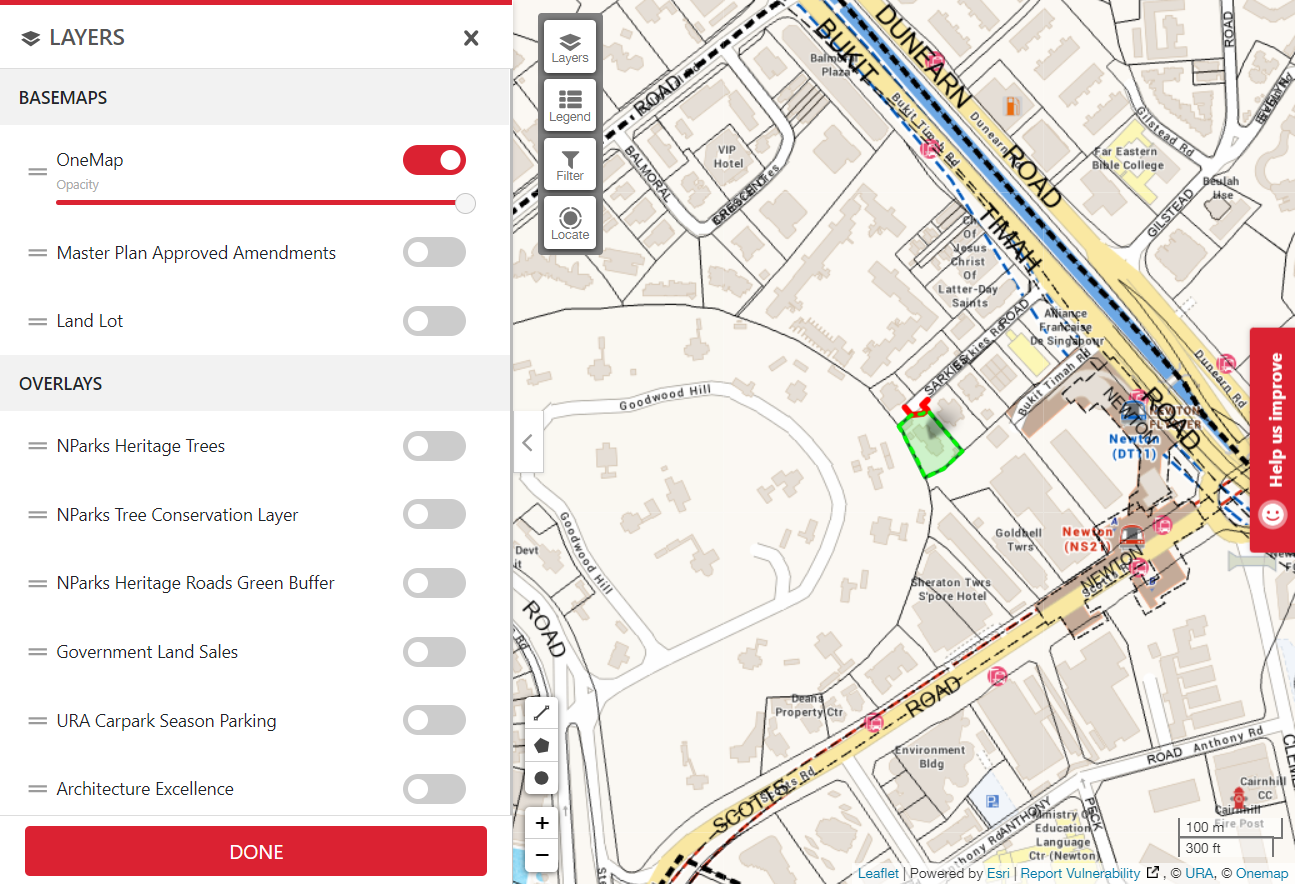 LAYERS
BASEMAPS
OneMap
Opacity
Master Plan Approved Amendments
Land Lot
OVERLAYS
NParks Heritage Trees
NParks Tree Conservation Layer
NParks Heritage Roads Green Buffer
Government Land Sales
URA Carpark Season Parking
Architecture Excellence
DONE
Layers
Legend
Filter
Locate
BUKIT
DUNEARN
ROAD
Balmoral
Plaza
ROAD
Bukit Timah Rd
Dunearn
ROAD
TIMAH
ROAD
Gilstead Rd
Far Eastern
Bible College
GILSTEAD
Beulah
Hse
VIP
Hotel
BALMORAL
CRESCENT
Ch
Of
Jesus
Christ
Of
Latter-Day
Saints
Alliance
Francaise
De Singapour
SARKIES ROAD
Sarkies Rd
Bukit Timah Rd
Dunearn Rd
Goodwood Hill
Goodwood Hill
NEWTON
ROAD
NEWTON
FLYOVER
Newton
(DT11)
Help us improve
Goldbell
Twrs
Newton
(NS21)
A
B
NEWTON
Sheraton Twrs
S'pore Hotel
Devt
it
ROAD
Rd
Deans
Property Ctr
ROAD
SCOTTS
Scotts Rd
Environment
Bldg
ROAD
Anthony Rd
ANTHONY
PECK
Ministry Of
Education
Language
Ctr (Newton)
Cairnhill
CC
Cairnhill
Fire Post
100 m
300 ft
+
−
Leaflet | Powered by Esri | Report Vulnerability , © URA, © Onemap